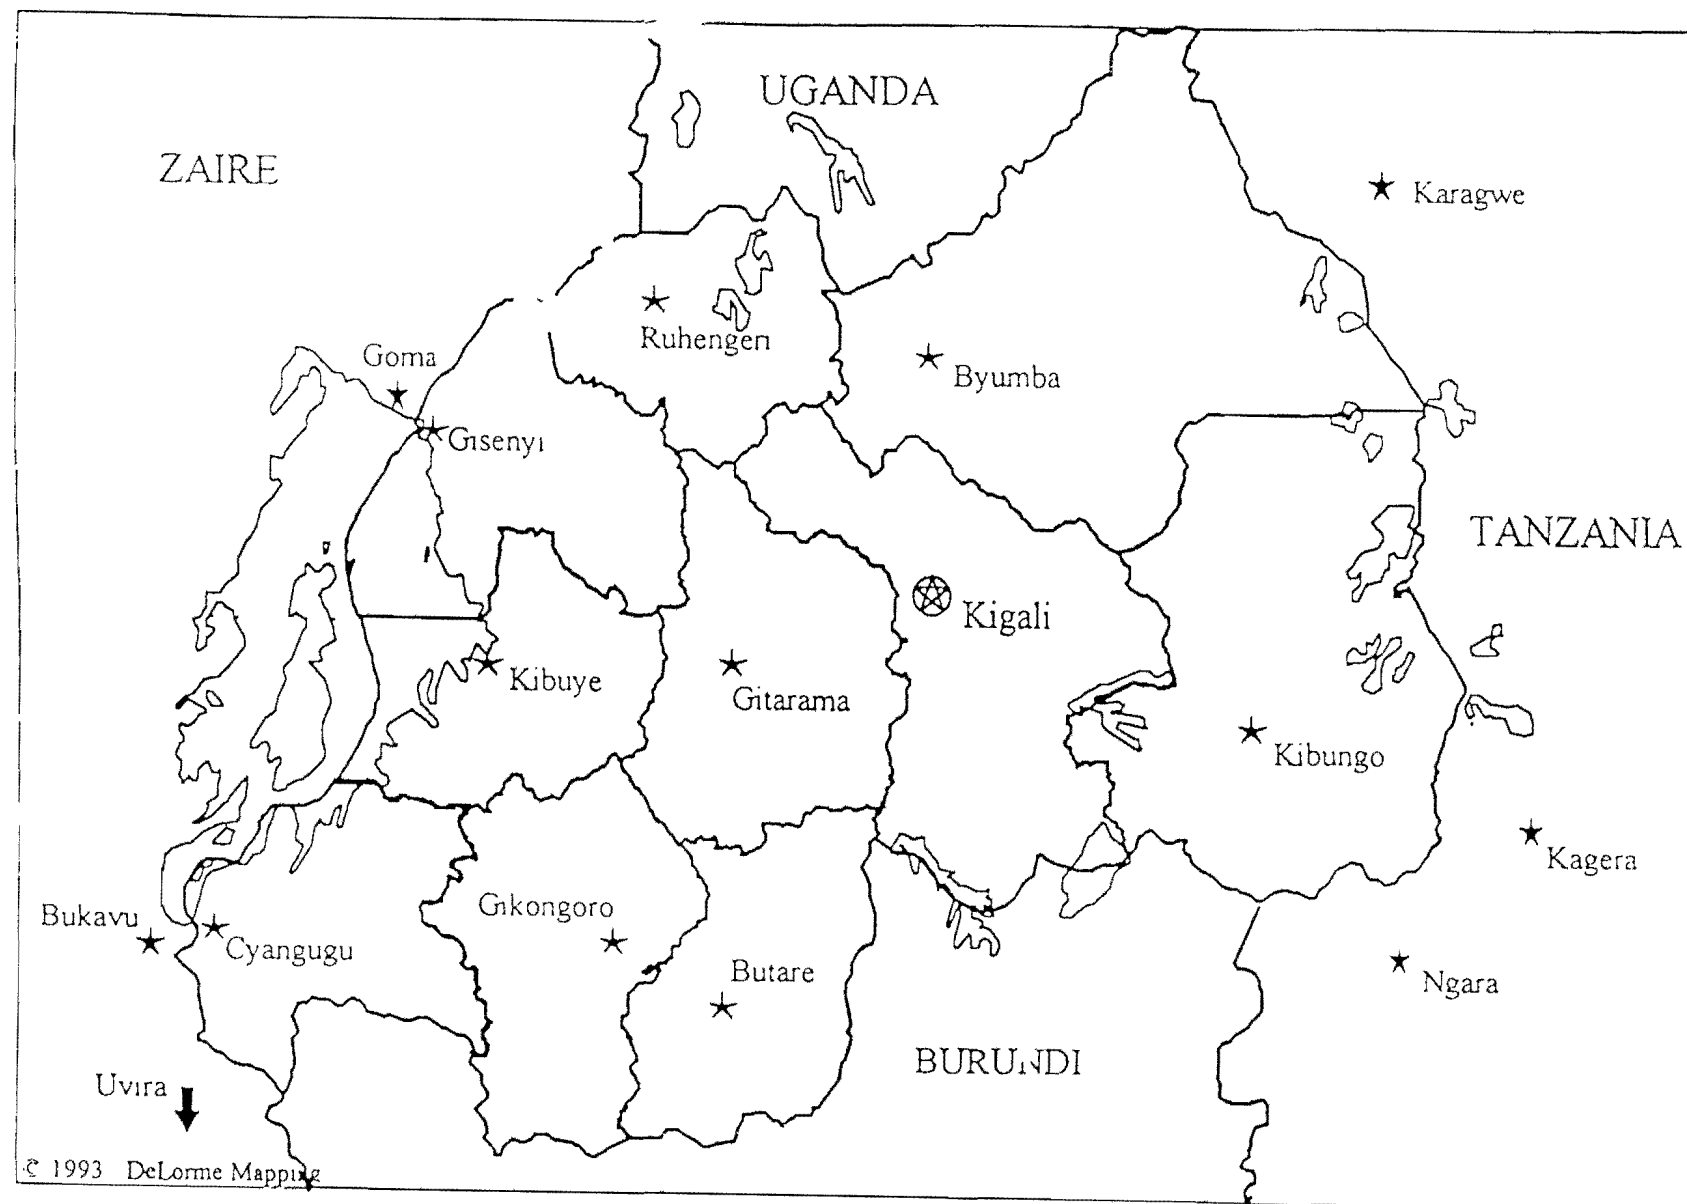 UGANDA
ZAIRE
Karagwe
Ruhengeri
Goma
Byumba
Gisenyi
TANZANIA
Kigali
Kibuye
Gitarama
Kibungo
Kagera
Gikongoro
Bukavu
Cyangugu
Butare
Ngara
BURUNDI
Uvira
© 1993 DeLorme Mapping